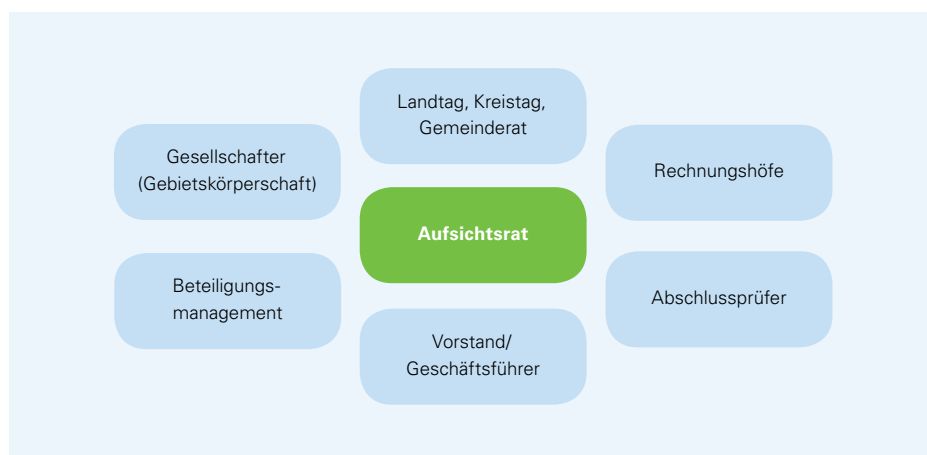 Landtag, Kreistag,
Gemeinderat
Gesellschafter
(Gebietskörperschaft)
Rechnungshöfe
Aufsichtsrat
Beteiligungs-
management
Abschlussprüfer
Vorstand/
Geschäftsführer